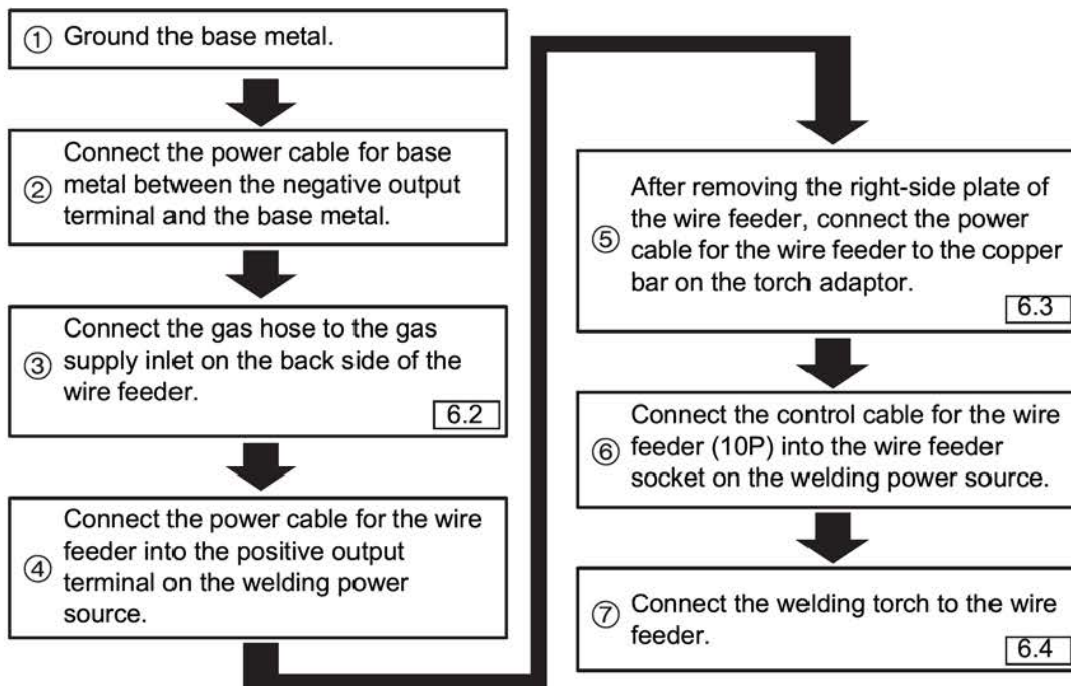 ① Ground the base metal.
② Connect the power cable for base
metal between the negative output
terminal and the base metal.
③ Connect the gas hose to the gas
supply inlet on the back side of the
wire feeder.
6.2
④ Connect the power cable for the wire
feeder into the positive output
terminal on the welding power
source.
⑤ After removing the right-side plate of
the wire feeder, connect the power
cable for the wire feeder to the copper
bar on the torch adaptor.
6.3
⑥ Connect the control cable for the wire
feeder (10P) into the wire feeder
socket on the welding power source.
⑦ Connect the welding torch to the wire
feeder.
6.4